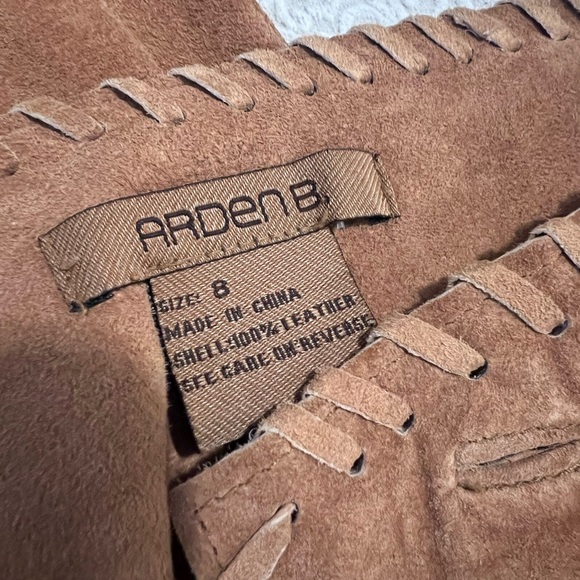 ARDEN B.
SIZE: 8
MADE IN CHINA
SHELL:100% LEATHER
SEE CARE ON REVERSE